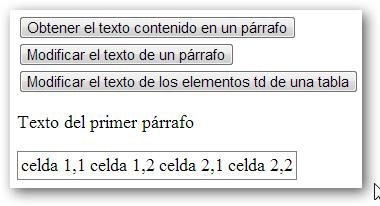 Obtener el texto contenido en un párrafo
Modificar el texto de un párrafo
Modificar el texto de los elementos td de una tabla
Texto del primer párrafo
celda 1,1 celda 1,2 celda 2,1 celda 2,2